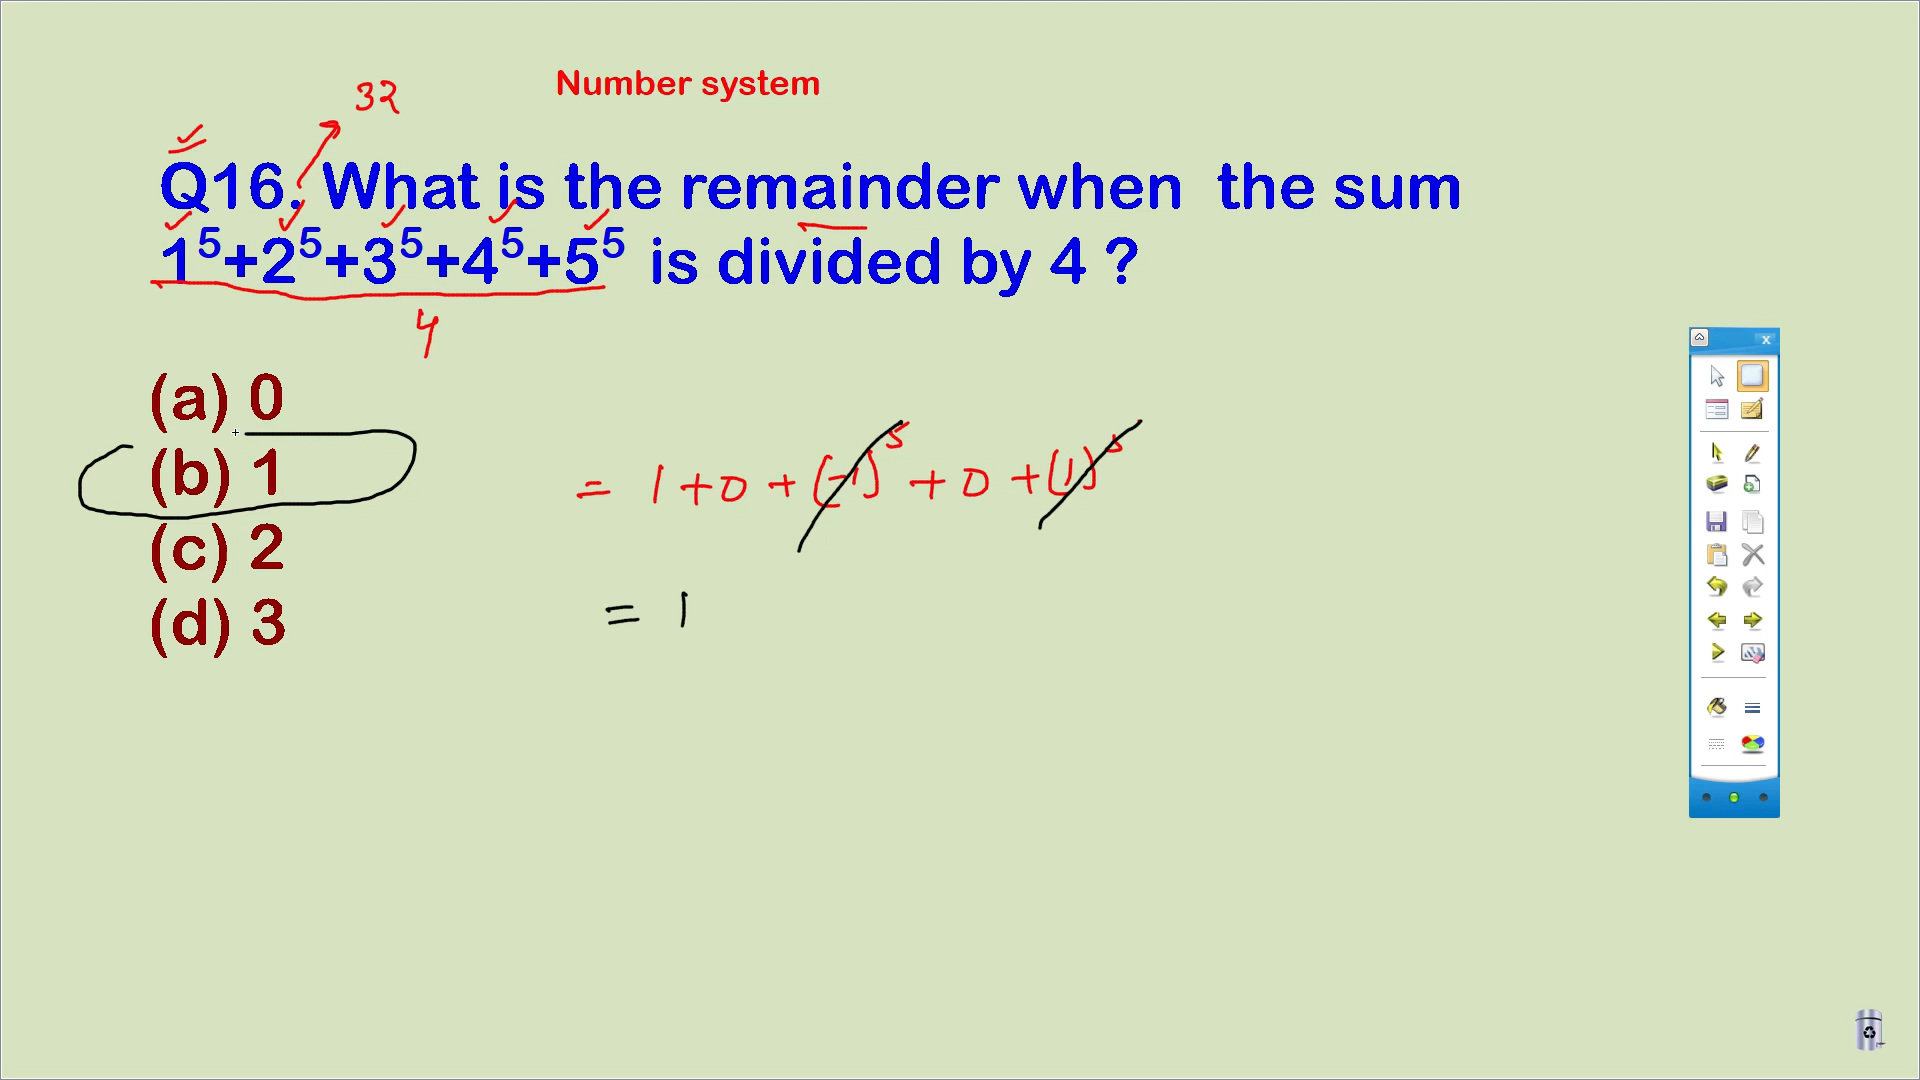 Number system
32
Q16. What is the remainder when the sum
1⁵+2⁵+3⁵+4⁵+5⁵ is divided by 4 ?
4
(a) 0
(b) 1
(c) 2
(d) 3
= 1 + 0 + (-1)⁵ + 0 + (1)⁵
= 1